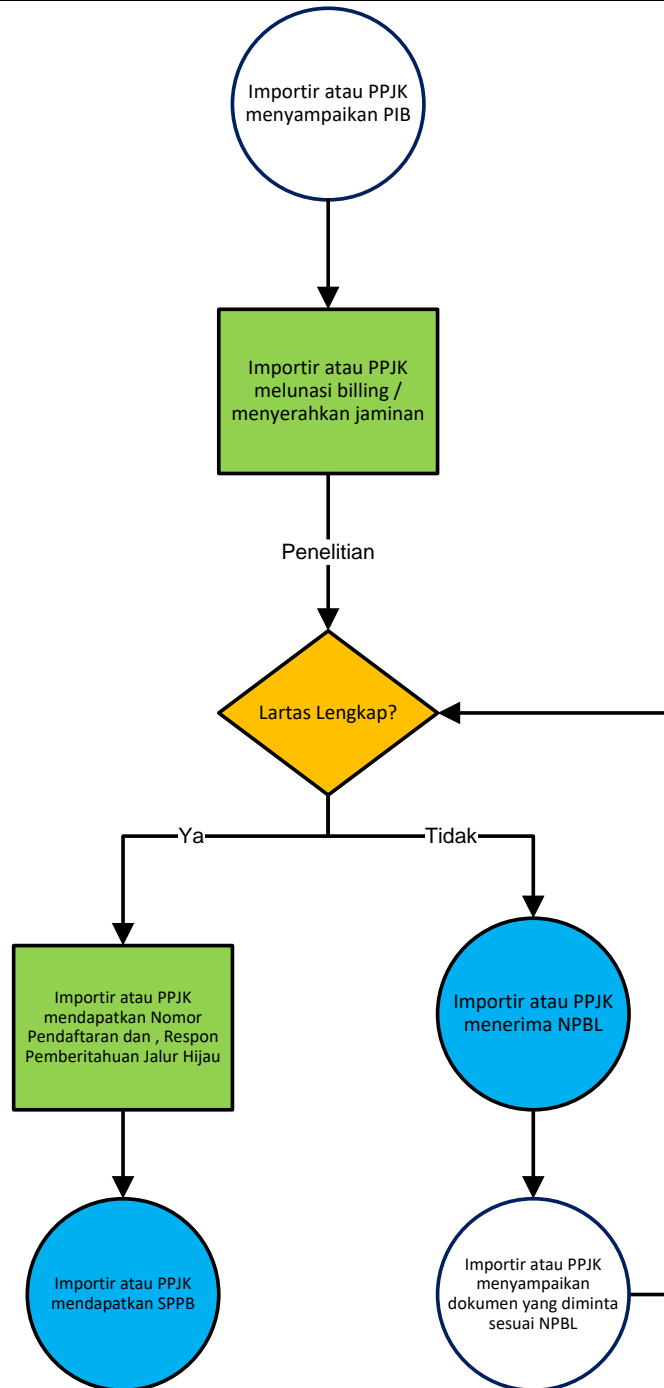 Importir atau PPJK
menyampaikan PIB
Importir atau PPJK
melunasi billing /
menyerahkan jaminan
Penelitian
Lartas Lengkap?
Ya
Tidak
Importir atau PPJK
mendapatkan Nomor
Pendaftaran dan , Respon
Pemberitahuan Jalur Hijau
Importir atau PPJK
menerima NPBL
Importir atau PPJK
mendapatkan SPPB
Importir atau PPJK
menyampaikan
dokumen yang diminta
sesuai NPBL